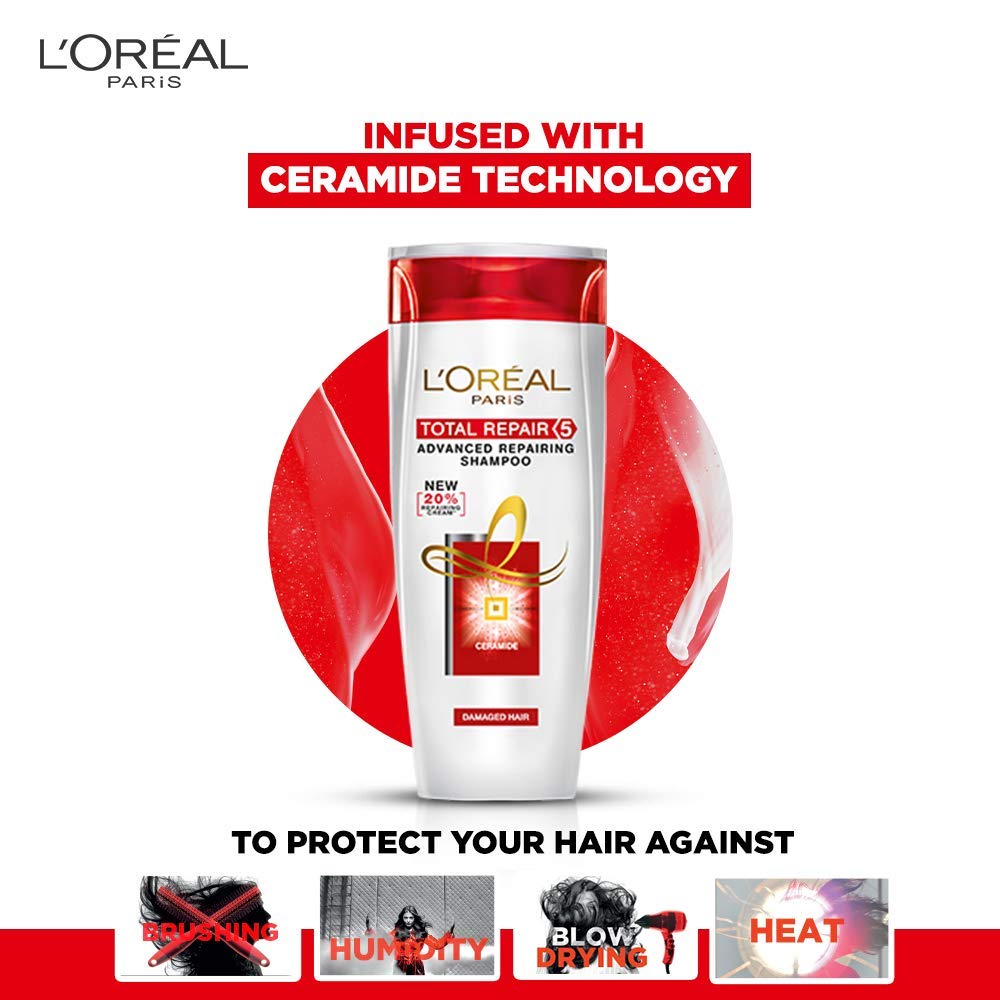 L'ORÉAL
PARiS
INFUSED WITH
CERAMIDE TECHNOLOGY
L'ORÉAL
PARiS
TOTAL REPAIR 5
ADVANCED REPAIRING
SHAMPOO
NEW
20%
REPAIRING
CREAM*
CERAMIDE
DAMAGED HAIR
TO PROTECT YOUR HAIR AGAINST
BRUSHING
HUMIDITY
BLOW
DRYING
HEAT